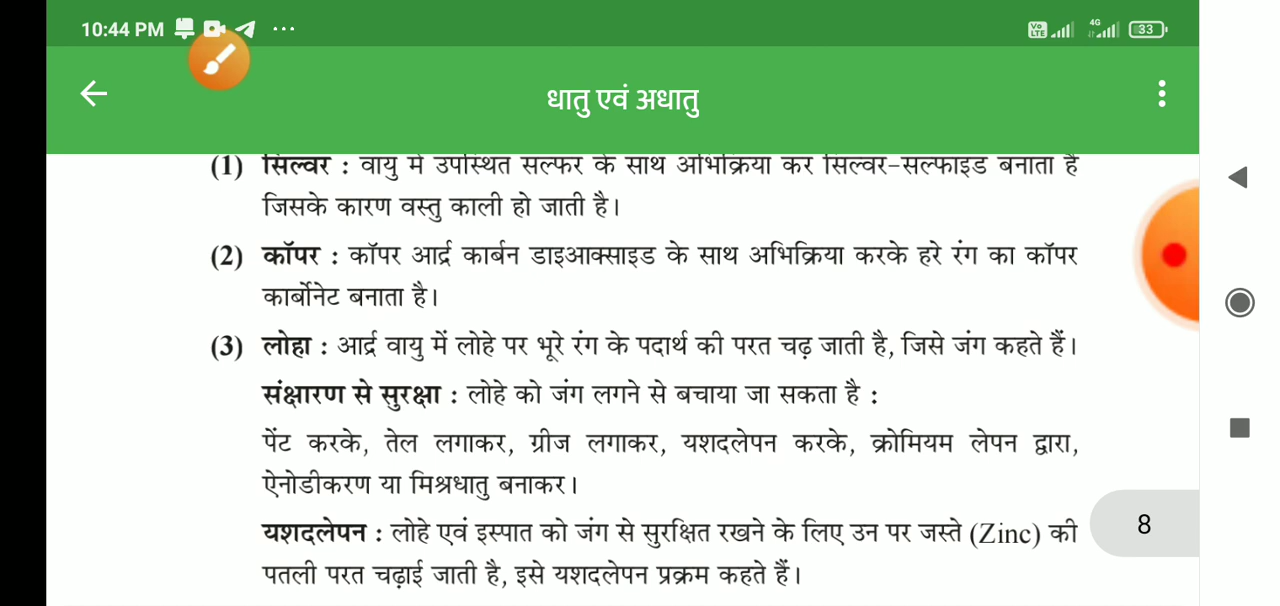 10:44 PM ... Vo LTE 4G 33
धातु एवं अधातु
(1) सिल्वर : वायु में उपस्थित सल्फर के साथ अभिक्रिया कर सिल्वर-सल्फाइड बनाता है
जिसके कारण वस्तु काली हो जाती है।
(2) कॉपर : कॉपर आर्द्र कार्बन डाइआक्साइड के साथ अभिक्रिया करके हरे रंग का कॉपर
कार्बोनेट बनाता है।
(3) लोहा : आर्द्र वायु में लोहे पर भूरे रंग के पदार्थ की परत चढ़ जाती है, जिसे जंग कहते हैं।
संक्षारण से सुरक्षा : लोहे को जंग लगने से बचाया जा सकता है :
पेंट करके, तेल लगाकर, ग्रीज लगाकर, यशदलेपन करके, क्रोमियम लेपन द्वारा,
ऐनोडीकरण या मिश्रधातु बनाकर।
यशदलेपन : लोहे एवं इस्पात को जंग से सुरक्षित रखने के लिए उन पर जस्ते (Zinc) की
पतली परत चढ़ाई जाती है, इसे यशदलेपन प्रक्रम कहते हैं।
8